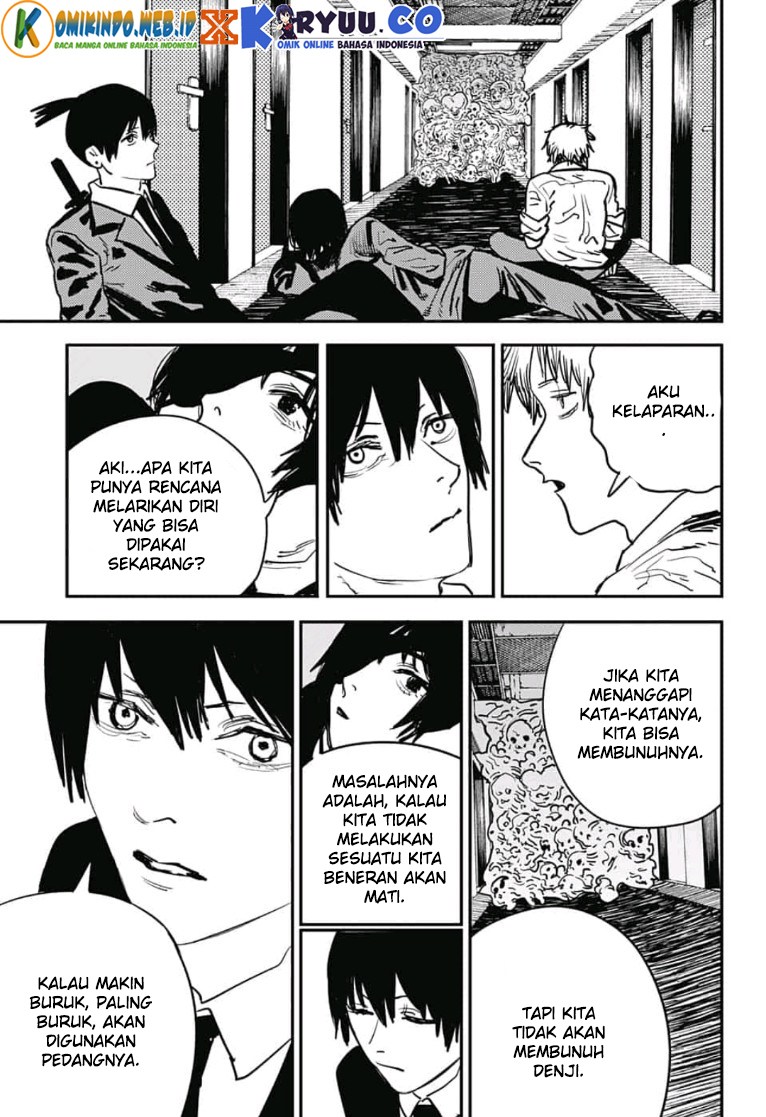 KOMIKINDO.WEB.ID X KIRYUU.CO
BACA MANGA ONLINE BAHASA INDONESIA
KOMIK ONLINE BAHASA INDONESIA
AKU
KELAPARAN..
.
AKI...APA KITA
PUNYA RENCANA
MELARIKAN DIRI
YANG BISA
DIPAKAI
SEKARANG?
JIKA KITA
MENANGGAPI
KATA-KATANYA,
KITA BISA
MEMBUNUHNYA.
TAPI KITA
TIDAK AKAN
MEMBUNUH
DENJI.
MASALAHNYA
ADALAH, KALAU
KITA TIDAK
MELAKUKAN
SESUATU KITA
BENERAN AKAN
MATI.
KALAU MAKIN
BURUK, PALING
BURUK, AKAN
DIGUNAKAN
PEDANGNYA.